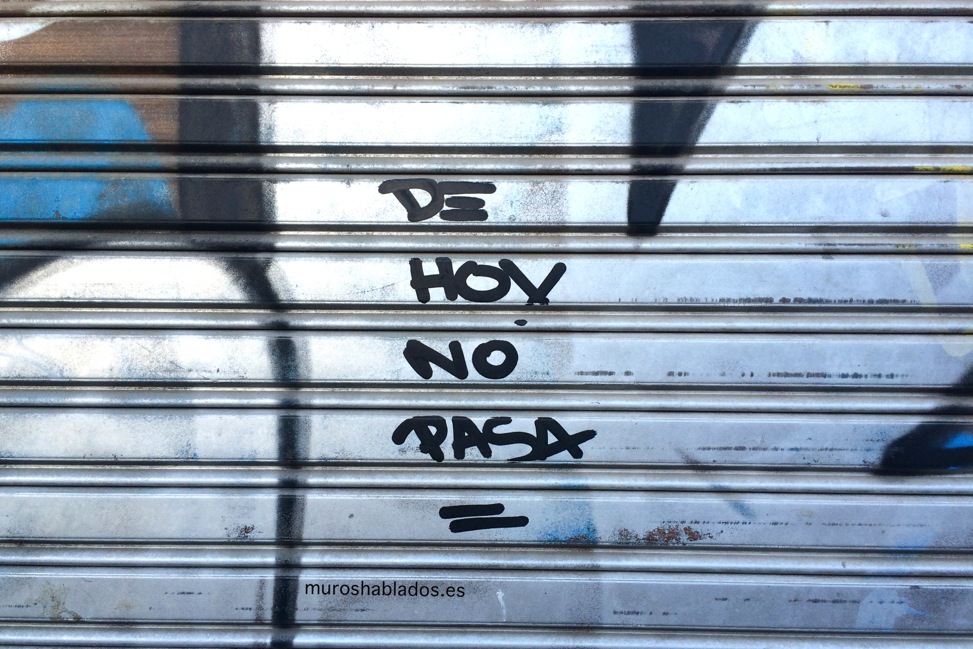 DE
HOY
NO
PASA
=
muroshablados.es